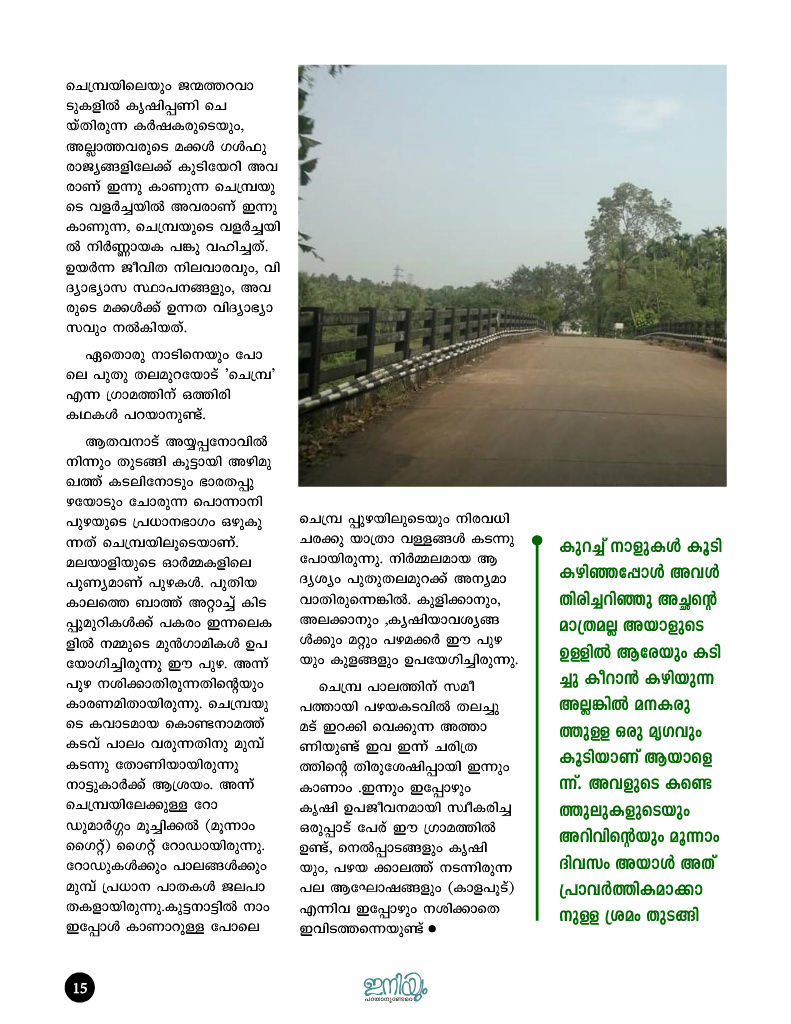 ചെമ്പ്രയിലെയും ജന്മത്തറവാ
ടുകളിൽ കൃഷിപ്പണി ചെ
യ്തിരുന്ന കർഷകരുടെയും,
അല്ലാത്തവരുടെ മക്കൾ ഗൾഫു
രാജ്യങ്ങളിലേക്ക് കുടിയേറി അവ
രാണ് ഇന്നു കാണുന്ന ചെമ്പ്രയു
ടെ വളർച്ചയിൽ അവരാണ് ഇന്നു
കാണുന്ന, ചെമ്പ്രയുടെ വളർച്ചയി
ൽ നിർണ്ണായക പങ്കു വഹിച്ചത്.
ഉയർന്ന ജീവിത നിലവാരവും, വി
ദ്യാഭ്യാസ സ്ഥാപനങ്ങളും, അവ
രുടെ മക്കൾക്ക് ഉന്നത വിദ്യാഭ്യാ
സവും നൽകിയത്.
ഏതൊരു നാടിനെയും പോ
ലെ പുതു തലമുറയോട് 'ചെമ്പ്ര'
എന്ന ഗ്രാമത്തിന് ഒത്തിരി
കഥകൾ പറയാനുണ്ട്.
ആതവനാട് അയ്യപ്പനോവിൽ
നിന്നും തുടങ്ങി കൂട്ടായി അഴിമു
ഖത്ത് കടലിനോടും ഭാരതപ്പു
ഴയോടും ചോരുന്ന പൊന്നാനി
പുഴയുടെ പ്രധാനഭാഗം ഒഴുകു
ന്നത് ചെമ്പ്രയിലൂടെയാണ്.
മലയാളിയുടെ ഓർമ്മകളിലെ
പുണ്യമാണ് പുഴകൾ. പുതിയ
കാലത്തെ ബാത്ത് അറ്റാച്ച് കിട
പ്പുമുറികൾക്ക് പകരം ഇന്നലെക
ളിൽ നമ്മുടെ മുൻഗാമികൾ ഉപ
യോഗിച്ചിരുന്നു ഈ പുഴ. അന്ന്
പുഴ നശിക്കാതിരുന്നതിന്റെയും
കാരണമിതായിരുന്നു. ചെമ്പ്രയു
ടെ കവാടമായ കൊണ്ടനാമത്ത്
കടവ് പാലം വരുന്നതിനു മുമ്പ്
കടന്നു തോണിയായിരുന്നു
നാട്ടുകാർക്ക് ആശ്രയം. അന്ന്
ചെമ്പ്രയിലേക്കുള്ള റോ
ഡുമാർഗ്ഗം മൂച്ചിക്കൽ (മൂന്നാം
ഗൈറ്റ്) ഗൈറ്റ് റോഡായിരുന്നു.
റോഡുകൾക്കും പാലങ്ങൾക്കും
മുമ്പ് പ്രധാന പാതകൾ ജലപാ
തകളായിരുന്നു.കുട്ടനാട്ടിൽ നാം
ഇപ്പോൾ കാണാറുള്ള പോലെ
ചെമ്പ്ര പ്പുഴയിലൂടെയും നിരവധി
ചരക്കു യാത്രാ വള്ളങ്ങൾ കടന്നു
പോയിരുന്നു. നിർമ്മലമായ ആ
ദൃശ്യം പുതുതലമുറക്ക് അന്യമാ
വാതിരുന്നെങ്കിൽ. കുളിക്കാനും,
അലക്കാനും ,കൃഷിയാവശ്യങ്ങ
ൾക്കും മറ്റും പഴമക്കർ ഈ പുഴ
യും കുളങ്ങളും ഉപയോഗിച്ചിരുന്നു.
ചെമ്പ്ര പാലത്തിന് സമീ
പത്തായി പഴയകടവിൽ തലച്ചു
മട് ഇറക്കി വെക്കുന്ന അത്താ
ണിയുണ്ട് ഇവ ഇന്ന് ചരിത്ര
ത്തിന്റെ തിരുശേഷിപ്പായി ഇന്നും
കാണാം .ഇന്നും ഇപ്പോഴും
കൃഷി ഉപജീവനമായി സ്വീകരിച്ച
ഒരുപ്പാട് പേര് ഈ ഗ്രാമത്തിൽ
ഉണ്ട്, നെൽപ്പാടങ്ങളും കൃഷി
യും, പഴയ ക്കാലത്ത് നടന്നിരുന്ന
പല ആഘോഷങ്ങളും (കാളപൂട്)
എന്നിവ ഇപ്പോഴും നശിക്കാതെ
ഇവിടത്തന്നെയുണ്ട് ●
കുറച്ച് നാളുകൾ കൂടി
കഴിഞ്ഞപ്പോൾ അവൾ
തിരിച്ചറിഞ്ഞു അച്ഛന്റെ
മാത്രമല്ല അയാളുടെ
ഉള്ളിൽ ആരേയും കടി
ച്ചു കീറാൻ കഴിയുന്ന
അല്ലങ്കിൽ മനകരു
ത്തുള്ള ഒരു മൃഗവും
കൂടിയാണ് ആയാളെ
ന്ന്. അവളുടെ കണ്ടെ
ത്തുലുകളുടെയും
അറിവിന്റെയും മൂന്നാം
ദിവസം അയാൾ അത്
പ്രാവർത്തികമാക്കാ
നുള്ള ശ്രമം തുടങ്ങി
15
ഇനിയും
പറയാനുണ്ടേറെ